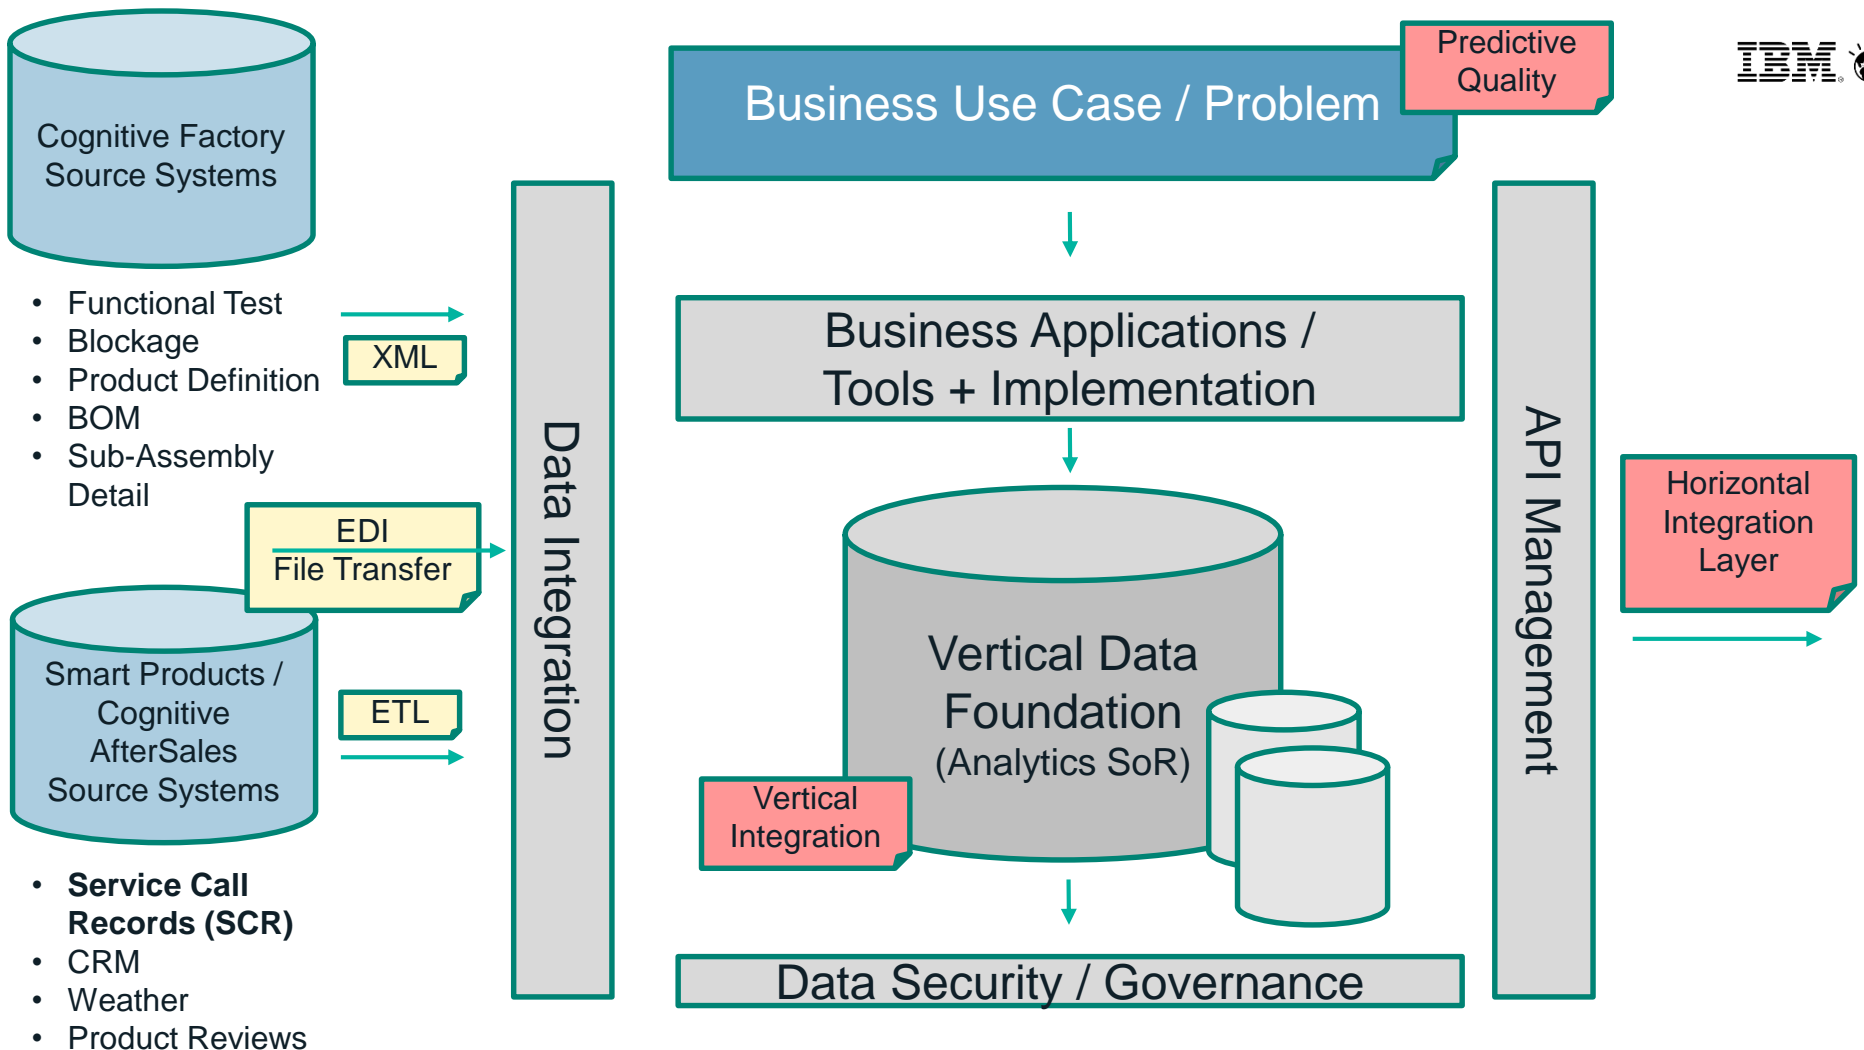 Cognitive Factory
Source Systems
• Functional Test
• Blockage
• Product Definition
• BOM
• Sub-Assembly
Detail
XML
EDI
File Transfer
Smart Products /
Cognitive
AfterSales
Source Systems
ETL
• Service Call
Records (SCR)
• CRM
• Weather
• Product Reviews
Data Integration
Business Use Case / Problem
Predictive
Quality
Business Applications /
Tools + Implementation
Vertical Data
Foundation
(Analytics SoR)
Vertical
Integration
Data Security / Governance
API Management
IBM®
Horizontal
Integration
Layer